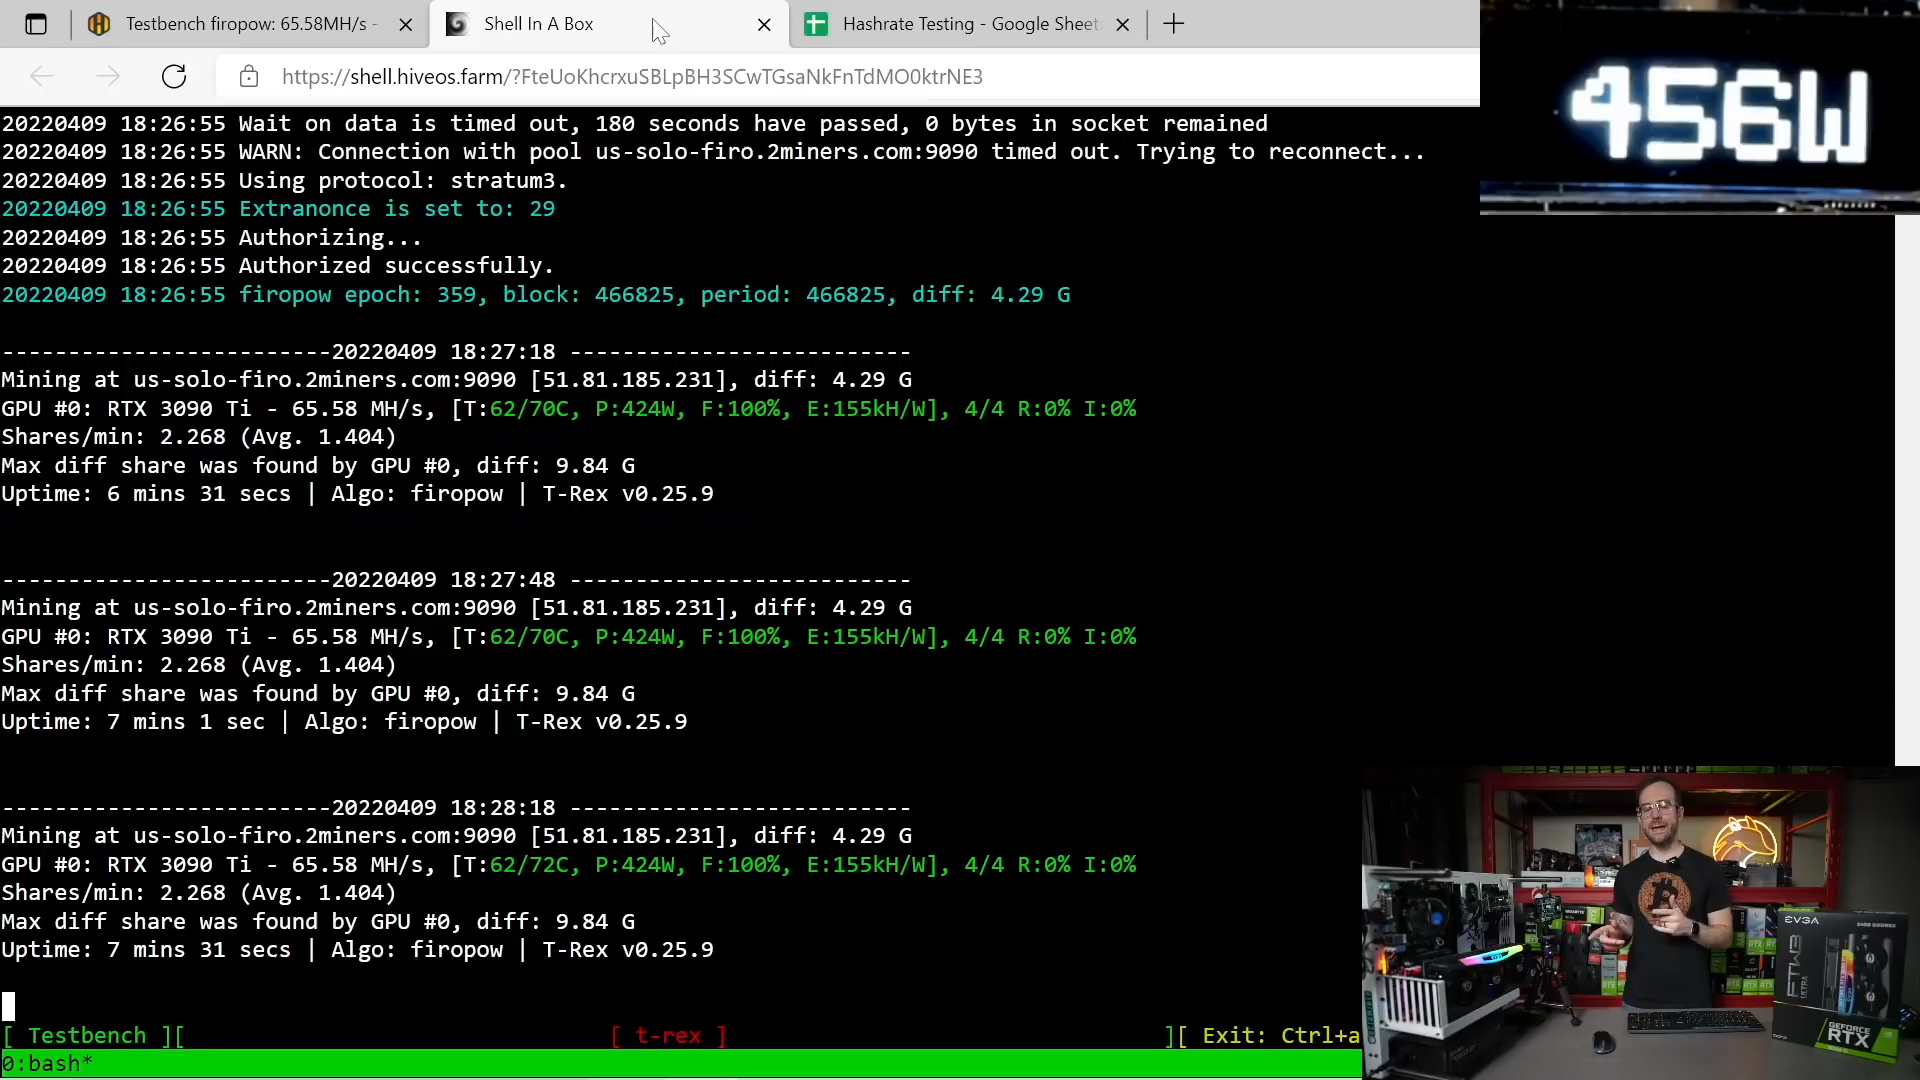 Testbench firopow: 65.58MH/s -
Shell In A Box
Hashrate Testing - Google Sheet
https://shell.hiveos.farm/?FteUoKhcrxuSBLpBH3SCwTGsaNkFnTdMO0ktrNE3
456W
20220409 18:26:55 Wait on data is timed out, 180 seconds have passed, 0 bytes in socket remained
20220409 18:26:55 WARN: Connection with pool us-solo-firo.2miners.com:9090 timed out. Trying to reconnect...
20220409 18:26:55 Using protocol: stratum3.
20220409 18:26:55 Extranonce is set to: 29
20220409 18:26:55 Authorizing...
20220409 18:26:55 Authorized successfully.
20220409 18:26:55 firopow epoch: 359, block: 466825, period: 466825, diff: 4.29 G
-------------------------20220409 18:27:18 --------------------------
Mining at us-solo-firo.2miners.com:9090 [51.81.185.231], diff: 4.29 G
GPU #0: RTX 3090 Ti - 65.58 MH/s, [T:62/70C, P:424W, F:100%, E:155kH/W], 4/4 R:0% I:0%
Shares/min: 2.268 (Avg. 1.404)
Max diff share was found by GPU #0, diff: 9.84 G
Uptime: 6 mins 31 secs | Algo: firopow | T-Rex v0.25.9
-------------------------20220409 18:27:48 --------------------------
Mining at us-solo-firo.2miners.com:9090 [51.81.185.231], diff: 4.29 G
GPU #0: RTX 3090 Ti - 65.58 MH/s, [T:62/70C, P:424W, F:100%, E:155kH/W], 4/4 R:0% I:0%
Shares/min: 2.268 (Avg. 1.404)
Max diff share was found by GPU #0, diff: 9.84 G
Uptime: 7 mins 1 sec | Algo: firopow | T-Rex v0.25.9
-------------------------20220409 18:28:18 --------------------------
Mining at us-solo-firo.2miners.com:9090 [51.81.185.231], diff: 4.29 G
GPU #0: RTX 3090 Ti - 65.58 MH/s, [T:62/72C, P:424W, F:100%, E:155kH/W], 4/4 R:0% I:0%
Shares/min: 2.268 (Avg. 1.404)
Max diff share was found by GPU #0, diff: 9.84 G
Uptime: 7 mins 31 secs | Algo: firopow | T-Rex v0.25.9
[ Testbench ][ [ t-rex ] ][ Exit: Ctrl+a
0:bash*
EVGA
FTW3
ULTRA
GEFORCE
RTX